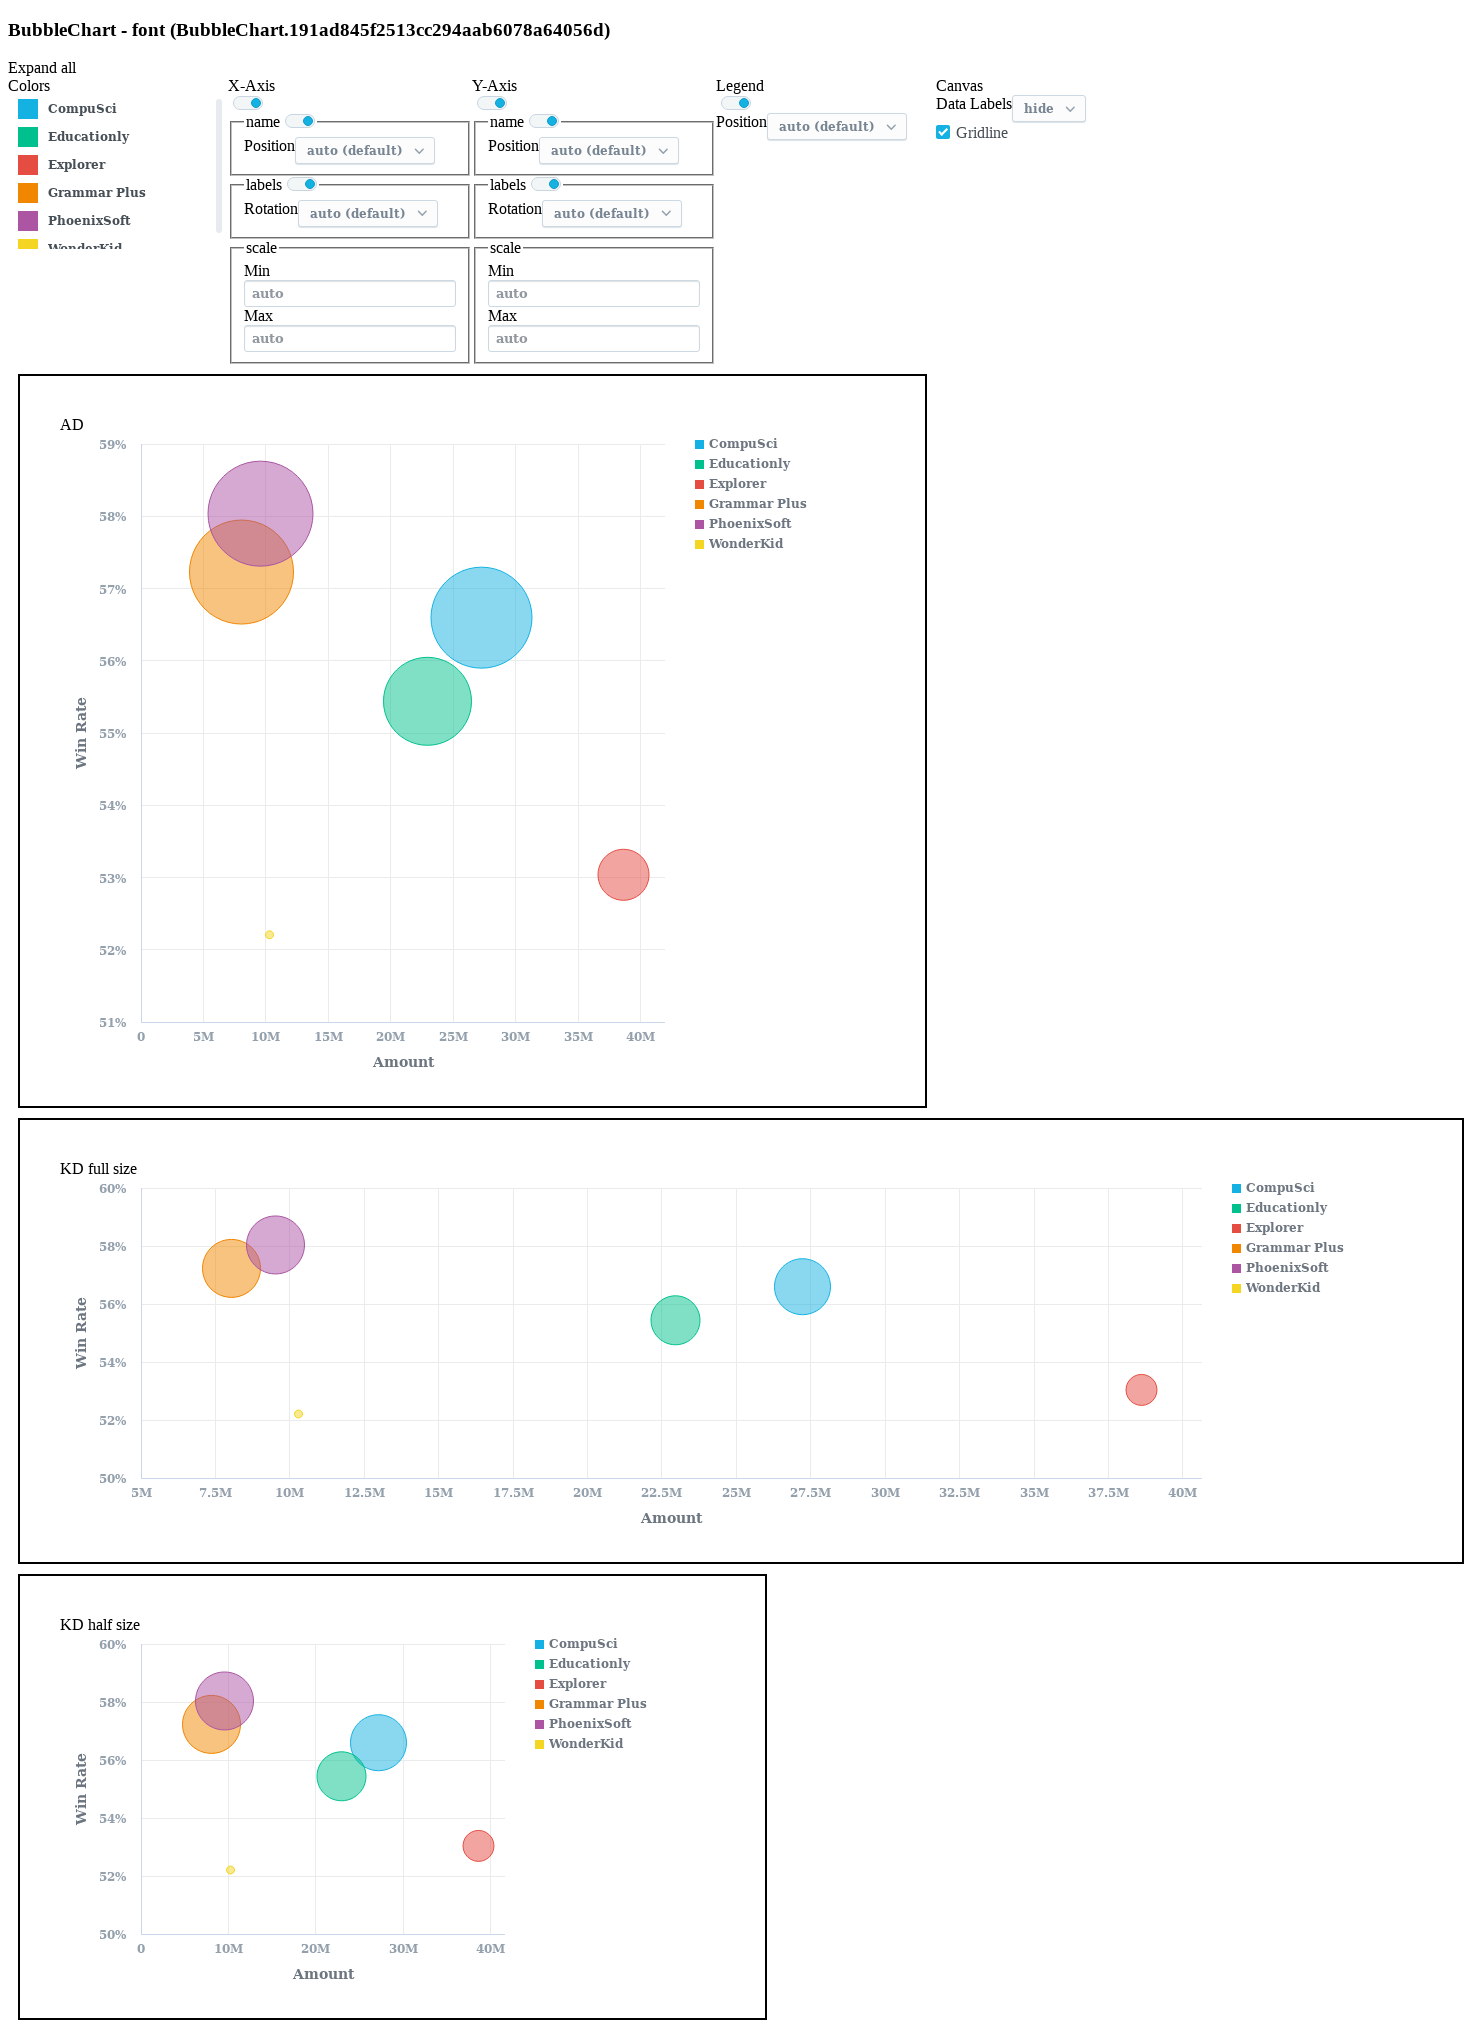 BubbleChart - font (BubbleChart.191ad845f2513cc294aab6078a64056d)
Expand all
Colors
CompuSci
Educationly
Explorer
Grammar Plus
PhoenixSoft
WonderKid
X-Axis
name
Position auto (default)
labels
Rotation auto (default)
scale
Min
auto
Max
auto
Y-Axis
name
Position auto (default)
labels
Rotation auto (default)
scale
Min
auto
Max
auto
Legend
Position auto (default)
Canvas
Data Labels hide
Gridline
AD
59%
58%
57%
56%
55%
54%
53%
52%
51%
Win Rate
0 5M 10M 15M 20M 25M 30M 35M 40M
Amount
CompuSci
Educationly
Explorer
Grammar Plus
PhoenixSoft
WonderKid
KD full size
60%
58%
56%
54%
52%
50%
Win Rate
5M 7.5M 10M 12.5M 15M 17.5M 20M 22.5M 25M 27.5M 30M 32.5M 35M 37.5M 40M
Amount
CompuSci
Educationly
Explorer
Grammar Plus
PhoenixSoft
WonderKid
KD half size
60%
58%
56%
54%
52%
50%
Win Rate
0 10M 20M 30M 40M
Amount
CompuSci
Educationly
Explorer
Grammar Plus
PhoenixSoft
WonderKid